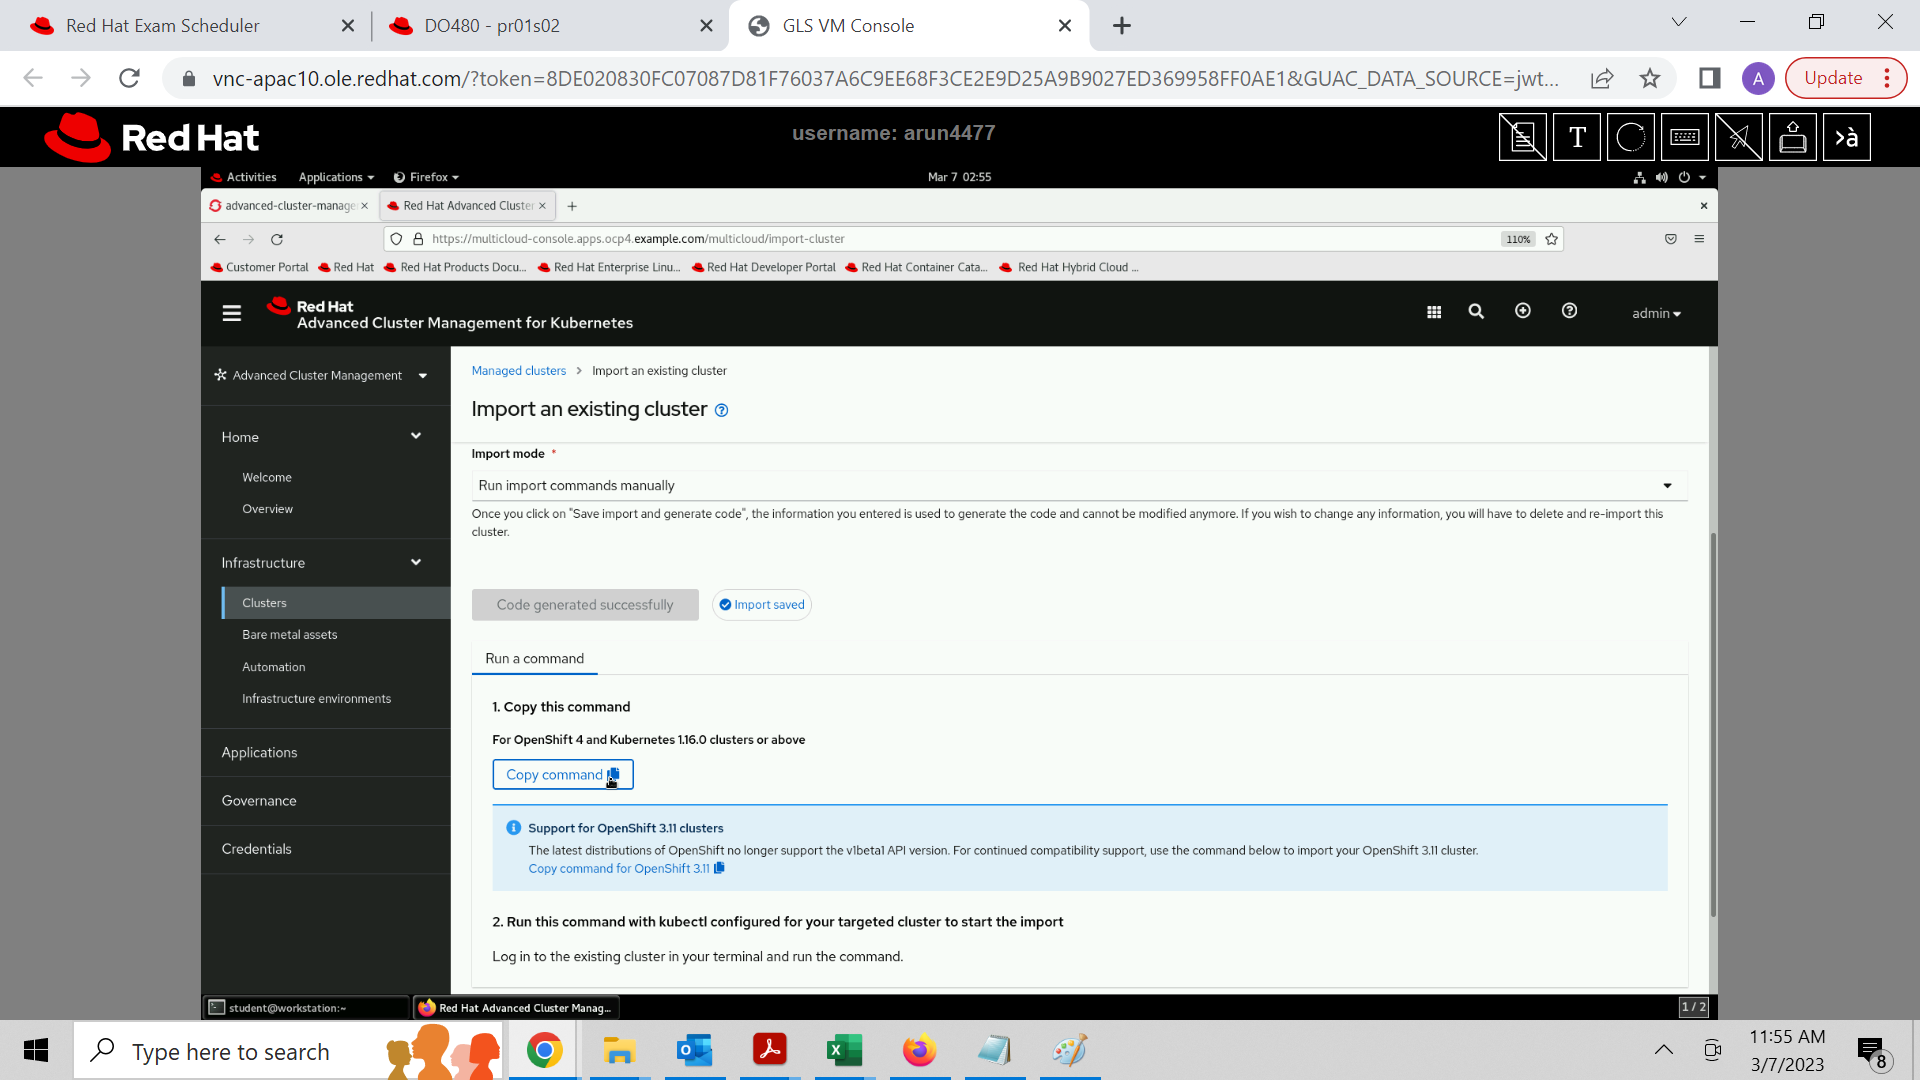 Red Hat Exam Scheduler
DO480 - pr01s02
GLS VM Console
vnc-apac10.ole.redhat.com/?token=8DE020830FC07087D81F76037A6C9EE68F3CE2E9D25A9B9027ED369958FF0AE1&GUAC_DATA_SOURCE=jwt...
A
Update
Red Hat
username: arun4477
T
›à
Activities
Applications
Firefox
Mar 7 02:55
advanced-cluster-manage
Red Hat Advanced Cluster
https://multicloud-console.apps.ocp4.example.com/multicloud/import-cluster
110%
Customer Portal
Red Hat
Red Hat Products Docu...
Red Hat Enterprise Linu...
Red Hat Developer Portal
Red Hat Container Cata...
Red Hat Hybrid Cloud ...
Red Hat
Advanced Cluster Management for Kubernetes
admin
Advanced Cluster Management
Home
Welcome
Overview
Infrastructure
Clusters
Bare metal assets
Automation
Infrastructure environments
Applications
Governance
Credentials
Managed clusters > Import an existing cluster
Import an existing cluster
Import mode *
Run import commands manually
Once you click on "Save import and generate code", the information you entered is used to generate the code and cannot be modified anymore. If you wish to change any information, you will have to delete and re-import this
cluster.
Code generated successfully
Import saved
Run a command
1. Copy this command
For OpenShift 4 and Kubernetes 1.16.0 clusters or above
Copy command
Support for OpenShift 3.11 clusters
The latest distributions of OpenShift no longer support the v1beta1 API version. For continued compatibility support, use the command below to import your OpenShift 3.11 cluster.
Copy command for OpenShift 3.11
2. Run this command with kubectl configured for your targeted cluster to start the import
Log in to the existing cluster in your terminal and run the command.
student@workstation:~
Red Hat Advanced Cluster Manag...
1 / 2
Type here to search
11:55 AM
3/7/2023
8